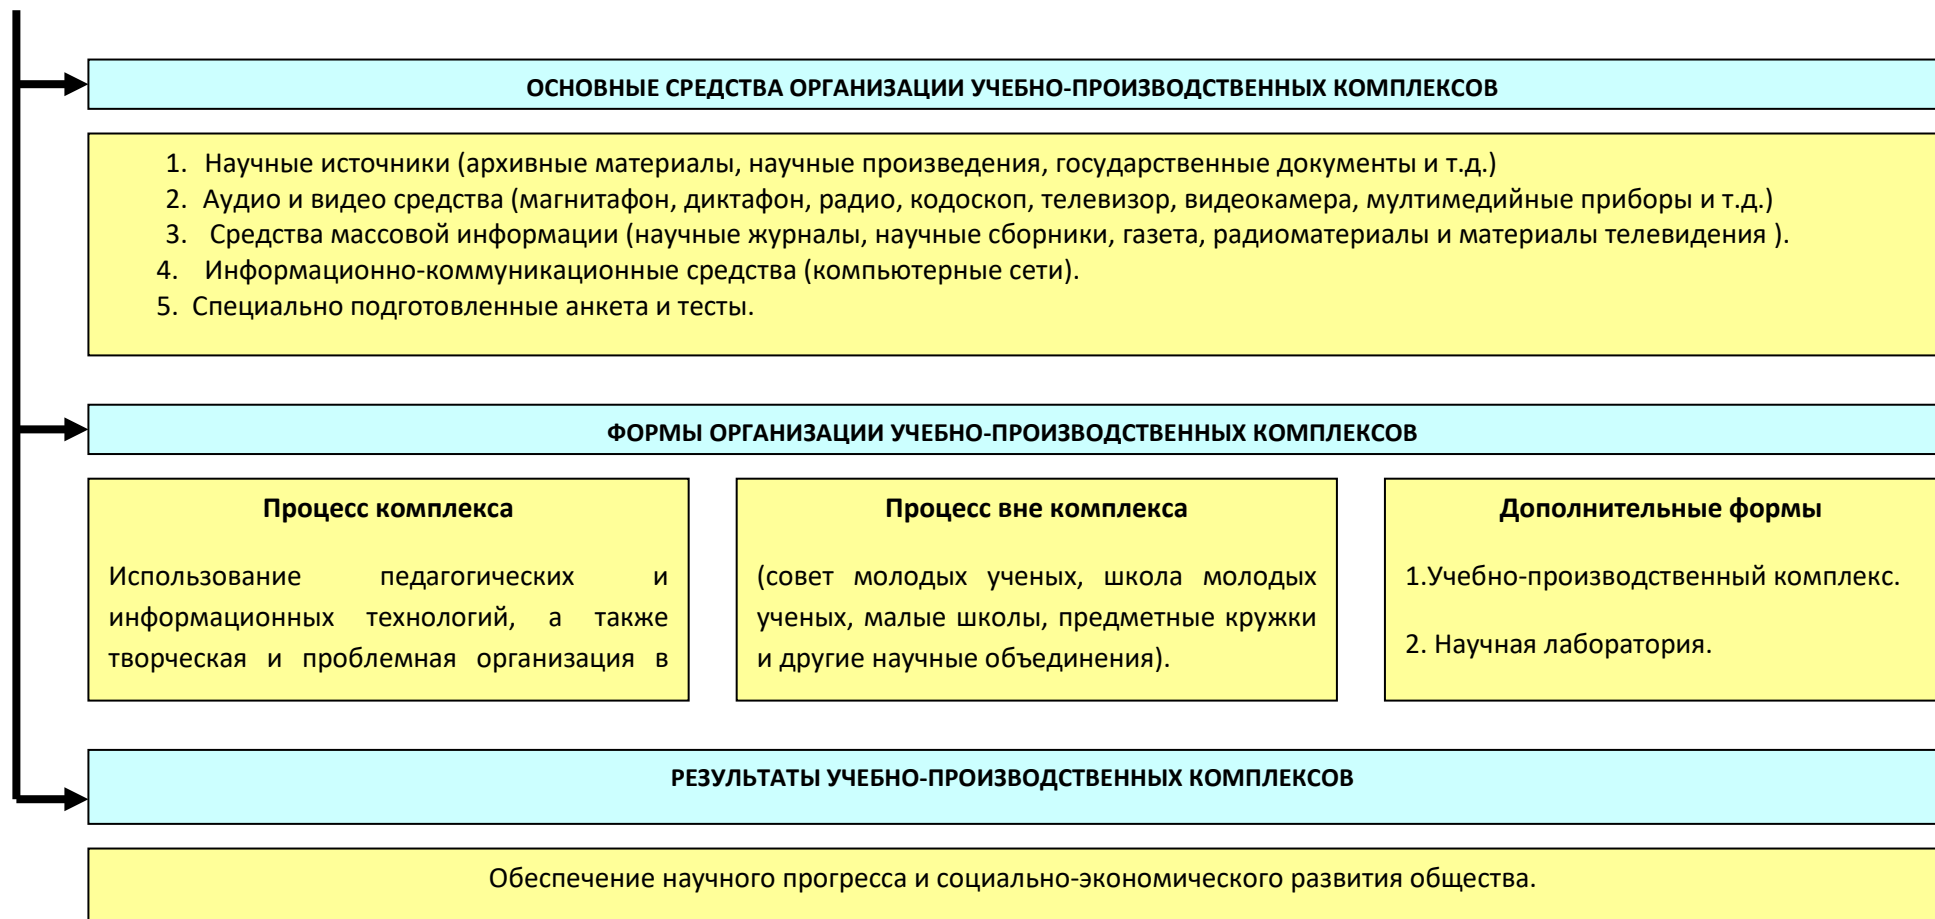 ОСНОВНЫЕ СРЕДСТВА ОРГАНИЗАЦИИ УЧЕБНО-ПРОИЗВОДСТВЕННЫХ КОМПЛЕКСОВ
1. Научные источники (архивные материалы, научные произведения, государственные документы и т.д.)
2. Аудио и видео средства (магнитафон, диктафон, радио, кодоскоп, телевизор, видеокамера, мултимедийные приборы и т.д.)
3. Средства массовой информации (научные журналы, научные сборники, газета, радиоматериалы и материалы телевидения ).
4. Информационно-коммуникационные средства (компьютерные сети).
5. Специально подготовленные анкета и тесты.
ФОРМЫ ОРГАНИЗАЦИИ УЧЕБНО-ПРОИЗВОДСТВЕННЫХ КОМПЛЕКСОВ
Процесс комплекса
Использование педагогических и
информационных технологий, а также
творческая и проблемная организация в
Процесс вне комплекса
(совет молодых ученых, школа молодых
ученых, малые школы, предметные кружки
и другие научные объединения).
Дополнительные формы
1.Учебно-производственный комплекс.
2. Научная лаборатория.
РЕЗУЛЬТАТЫ УЧЕБНО-ПРОИЗВОДСТВЕННЫХ КОМПЛЕКСОВ
Обеспечение научного прогресса и социально-экономического развития общества.